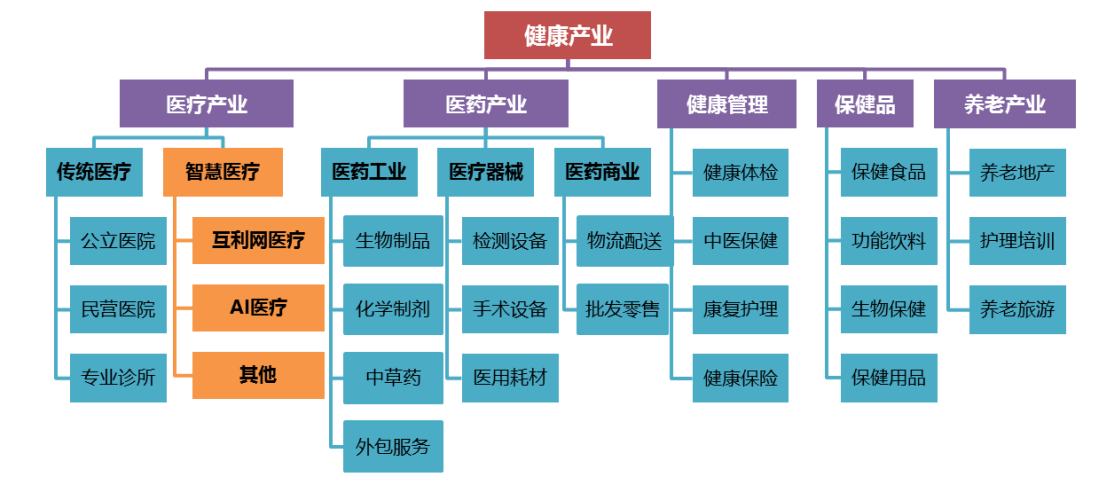 健康产业
医疗产业
医药产业
健康管理
保健品
养老产业
传统医疗
智慧医疗
医药工业
医疗器械
医药商业
健康体检
保健食品
养老地产
公立医院
互利网医疗
生物制品
检测设备
物流配送
中医保健
功能饮料
护理培训
民营医院
AI医疗
化学制剂
手术设备
批发零售
康复护理
生物保健
养老旅游
专业诊所
其他
中草药
医用耗材
健康保险
保健用品
外包服务